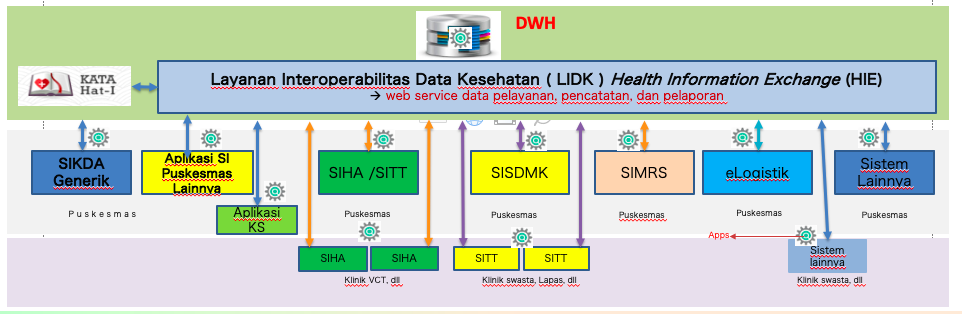 DWH
KATA
Hat-I
Layanan Interoperabilitas Data Kesehatan ( LIDK ) Health Information Exchange (HIE)
→ web service data pelayanan, pencatatan, dan pelaporan
SIKDA
Generik
Aplikasi SI
Puskesmas
Lainnya
SIHA /SITT
SISDMK
SIMRS
eLogistik
Sistem
Lainnya
Puskesmas
Aplikasi
KS
Puskesmas
Puskesmas
Puskesmas
Puskesmas
Puskesmas
Apps
SIHA
SIHA
SITT
SITT
Sistem
lainnya
Klinik VCT, dll
Klinik swasta, Lapas, dll
Klinik swasta, dll